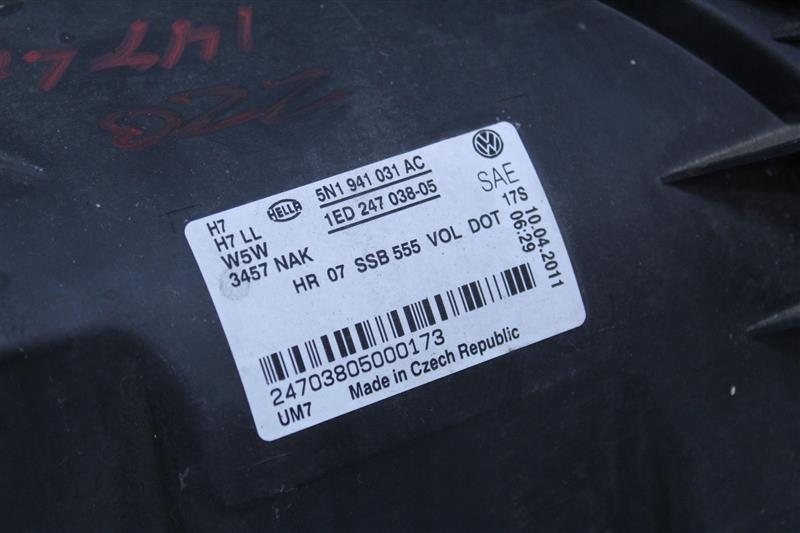 228
H7
H7 LL
W5W
3457 NAK
HELLA
5N1 941 031 AC
1ED 247 038-05
HR 07 SSB 555 VOL DOT
SAE
17S
10.04.2011
06:29
24703805000173
UM7
Made in Czech Republic